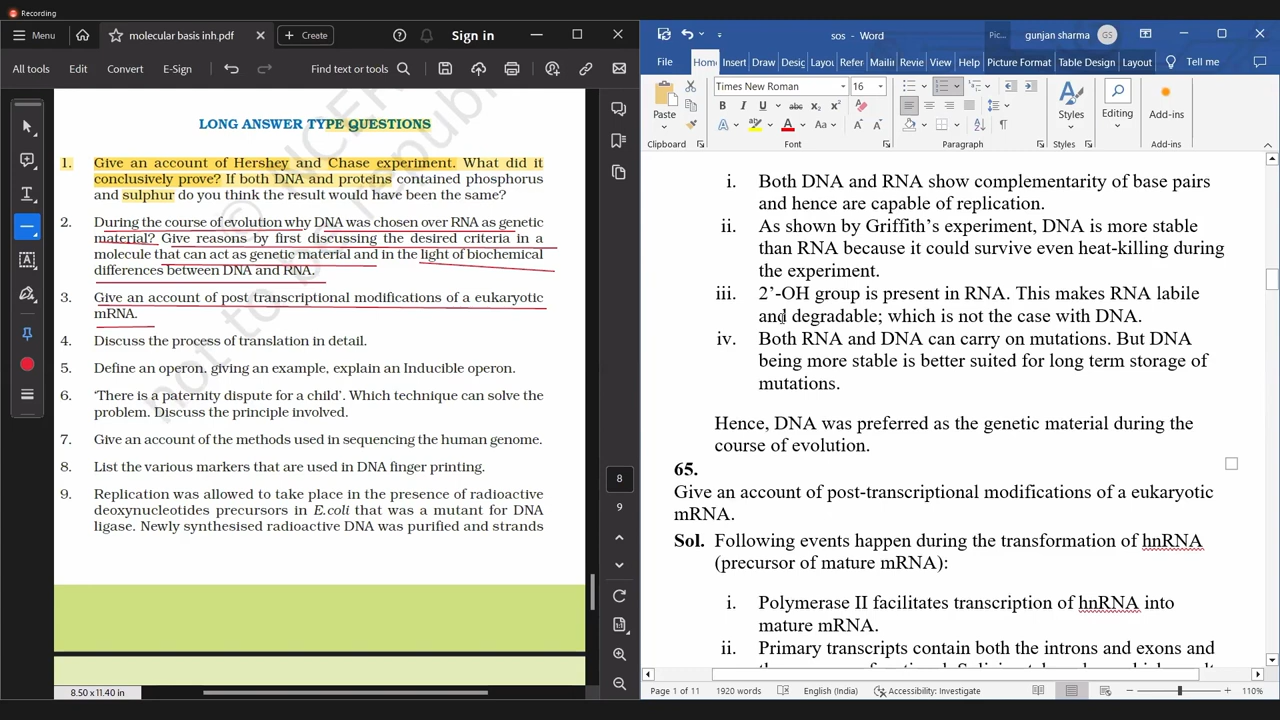 Recording
Menu
molecular basis inh.pdf
Create
Sign in
All tools
Edit
Convert
E-Sign
Find text or tools
LONG ANSWER TYPE QUESTIONS
1. Give an account of Hershey and Chase experiment. What did it
conclusively prove? If both DNA and proteins contained phosphorus
and sulphur do you think the result would have been the same?
2. During the course of evolution why DNA was chosen over RNA as genetic
material? Give reasons by first discussing the desired criteria in a
molecule that can act as genetic material and in the light of biochemical
differences between DNA and RNA.
3. Give an account of post transcriptional modifications of a eukaryotic
mRNA.
4. Discuss the process of translation in detail.
5. Define an operon. giving an example, explain an Inducible operon.
6. 'There is a paternity dispute for a child'. Which technique can solve the
problem. Discuss the principle involved.
7. Give an account of the methods used in sequencing the human genome.
8. List the various markers that are used in DNA finger printing.
9. Replication was allowed to take place in the presence of radioactive
deoxynucleotides precursors in E.coli that was a mutant for DNA
ligase. Newly synthesised radioactive DNA was purified and strands
not to be republ
© NCER
8
9
8.50 x 11.40 in
sos - Word
Pic...
gunjan sharma
GS
File
Home
Insert
Draw
Desig
Layou
Refer
Mailin
Review
View
Help
Picture Format
Table Design
Layout
Tell me
Paste
Clipboard
Times New Roman
16
Font
Paragraph
Styles
Styles
Editing
Add-ons
Add-ins
i. Both DNA and RNA show complementarity of base pairs
and hence are capable of replication.
ii. As shown by Griffith's experiment, DNA is more stable
than RNA because it could survive even heat-killing during
the experiment.
iii. 2'-OH group is present in RNA. This makes RNA labile
and degradable; which is not the case with DNA.
iv. Both RNA and DNA can carry on mutations. But DNA
being more stable is better suited for long term storage of
mutations.
Hence, DNA was preferred as the genetic material during the
course of evolution.
65.
Give an account of post-transcriptional modifications of a eukaryotic
mRNA.
Sol. Following events happen during the transformation of hnRNA
(precursor of mature mRNA):
i. Polymerase II facilitates transcription of hnRNA into
mature mRNA.
ii. Primary transcripts contain both the introns and exons and
Page 1 of 11
1920 words
English (India)
Accessibility: Investigate
110%